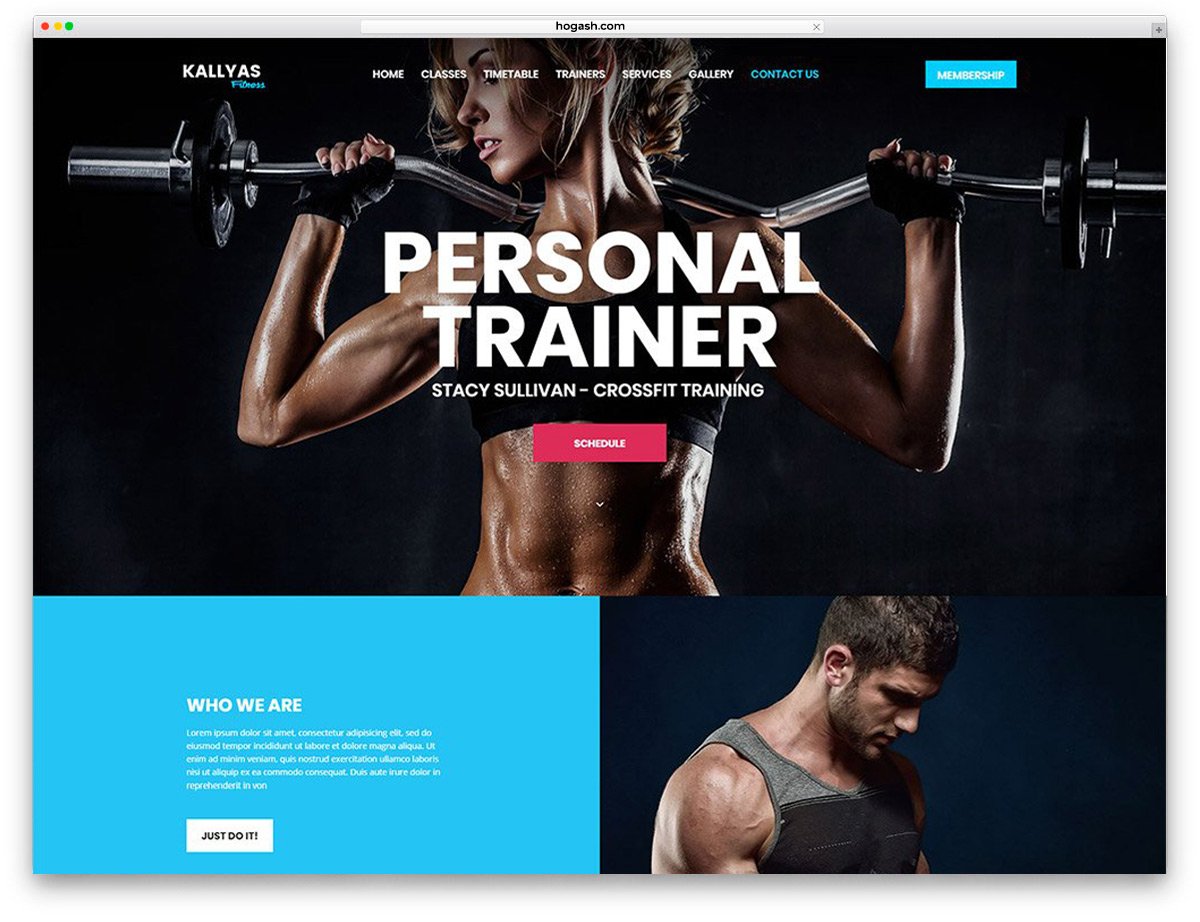 hogash.com
KALLYAS
Fitness
HOME CLASSES TIMETABLE TRAINERS SERVICES GALLERY CONTACT US
MEMBERSHIP
PERSONAL
TRAINER
STACY SULLIVAN - CROSSFIT TRAINING
SCHEDULE
WHO WE ARE
Lorem ipsum dolor sit amet, consectetur adipisicing elit, sed do
eiusmod tempor incididunt ut labore et dolore magna aliqua. Ut
enim ad minim veniam, quis nostrud exercitation ullamco laboris
nisi ut aliquip ex ea commodo consequat. Duis aute irure dolor in
reprehenderit in von
JUST DO IT!